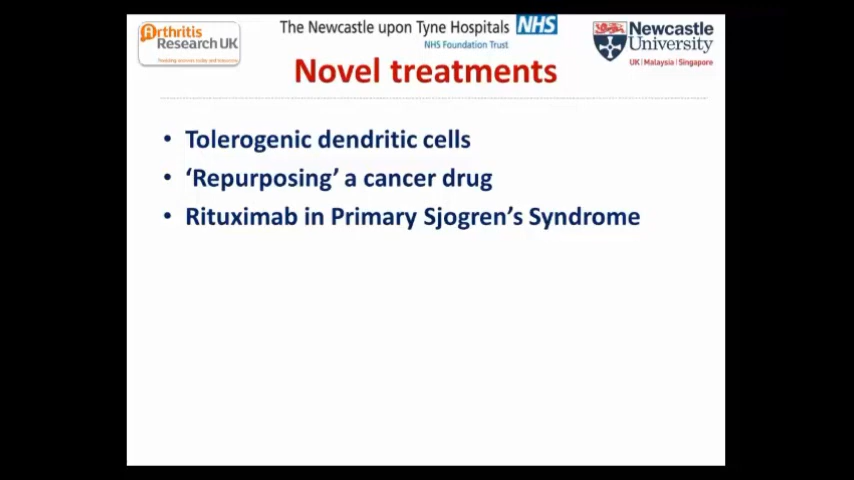 Arthritis
Research UK
The Newcastle upon Tyne Hospitals NHS
NHS Foundation Trust
Newcastle
University
UK | Malaysia | Singapore
Novel treatments
• Tolerogenic dendritic cells
• ‘Repurposing’ a cancer drug
• Rituximab in Primary Sjogren’s Syndrome